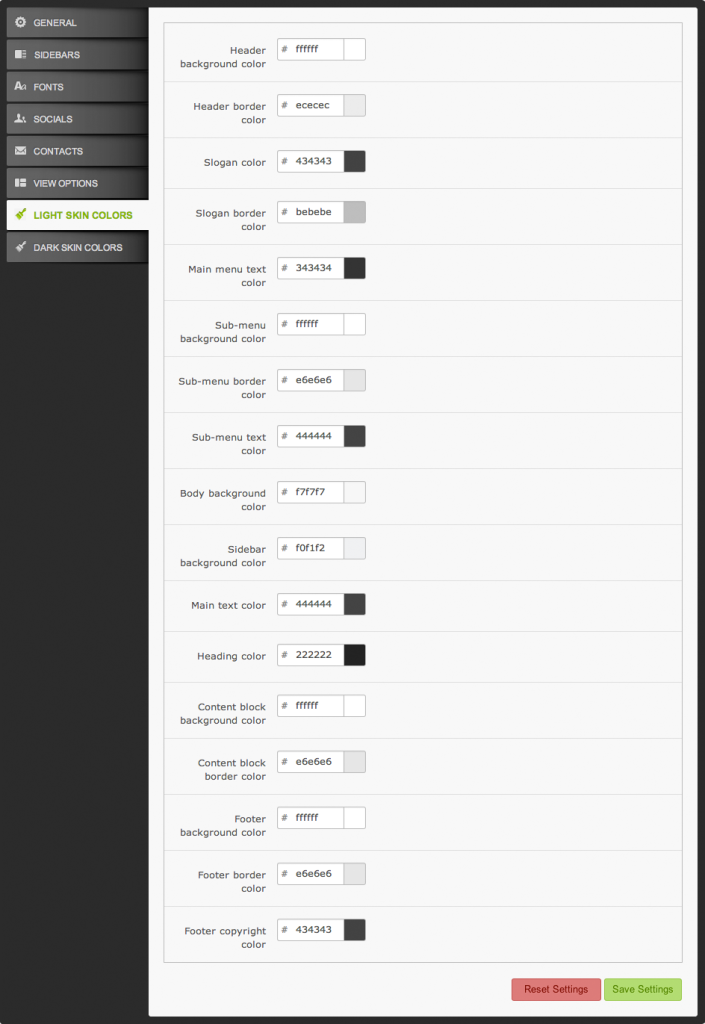 GENERAL
SIDEBARS
FONTS
SOCIALS
CONTACTS
VIEW OPTIONS
LIGHT SKIN COLORS
DARK SKIN COLORS
Header
background color
# ffffff
Header border
color
# ececec
Slogan color
# 434343
Slogan border
color
# bebebe
Main menu text
color
# 343434
Sub-menu
background color
# ffffff
Sub-menu border
color
# e6e6e6
Sub-menu text
color
# 444444
Body background
color
# f7f7f7
Sidebar
background color
# f0f1f2
Main text color
# 444444
Heading color
# 222222
Content block
background color
# ffffff
Content block
border color
# e6e6e6
Footer
background color
# ffffff
Footer border
color
# e6e6e6
Footer copyright
color
# 434343
Reset Settings
Save Settings